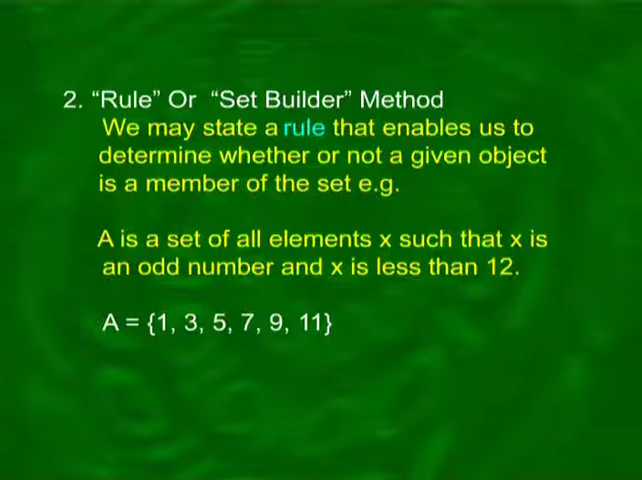 2. “Rule” Or “Set Builder” Method
We may state a rule that enables us to
determine whether or not a given object
is a member of the set e.g.
A is a set of all elements x such that x is
an odd number and x is less than 12.
A = {1, 3, 5, 7, 9, 11}